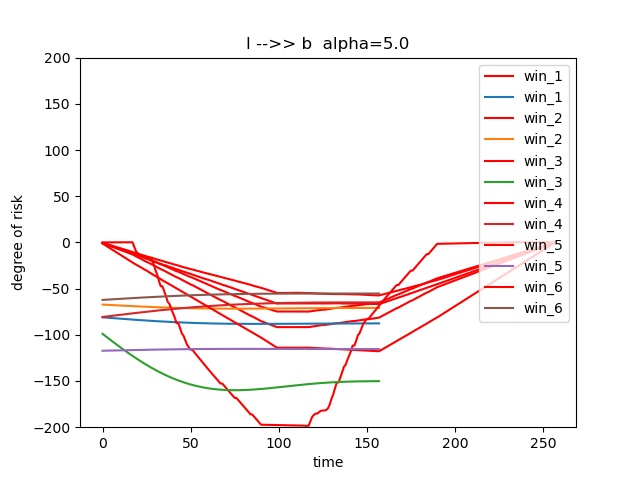 l -->> b  alpha=5.0
degree of risk
200
150
100
50
0
−50
−100
−150
−200
0
50
100
150
200
250
time
win_1
win_1
win_2
win_2
win_3
win_3
win_4
win_4
win_5
win_5
win_6
win_6